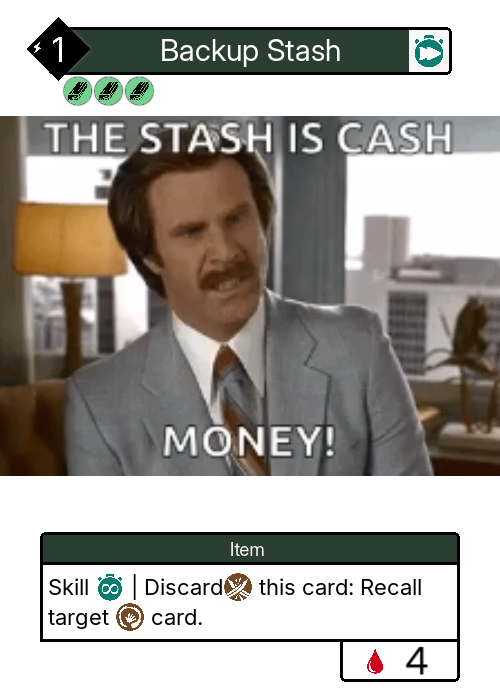 1
Backup Stash
THE STASH IS CASH
MONEY!
Item
Skill | Discard this card: Recall
target card.
4